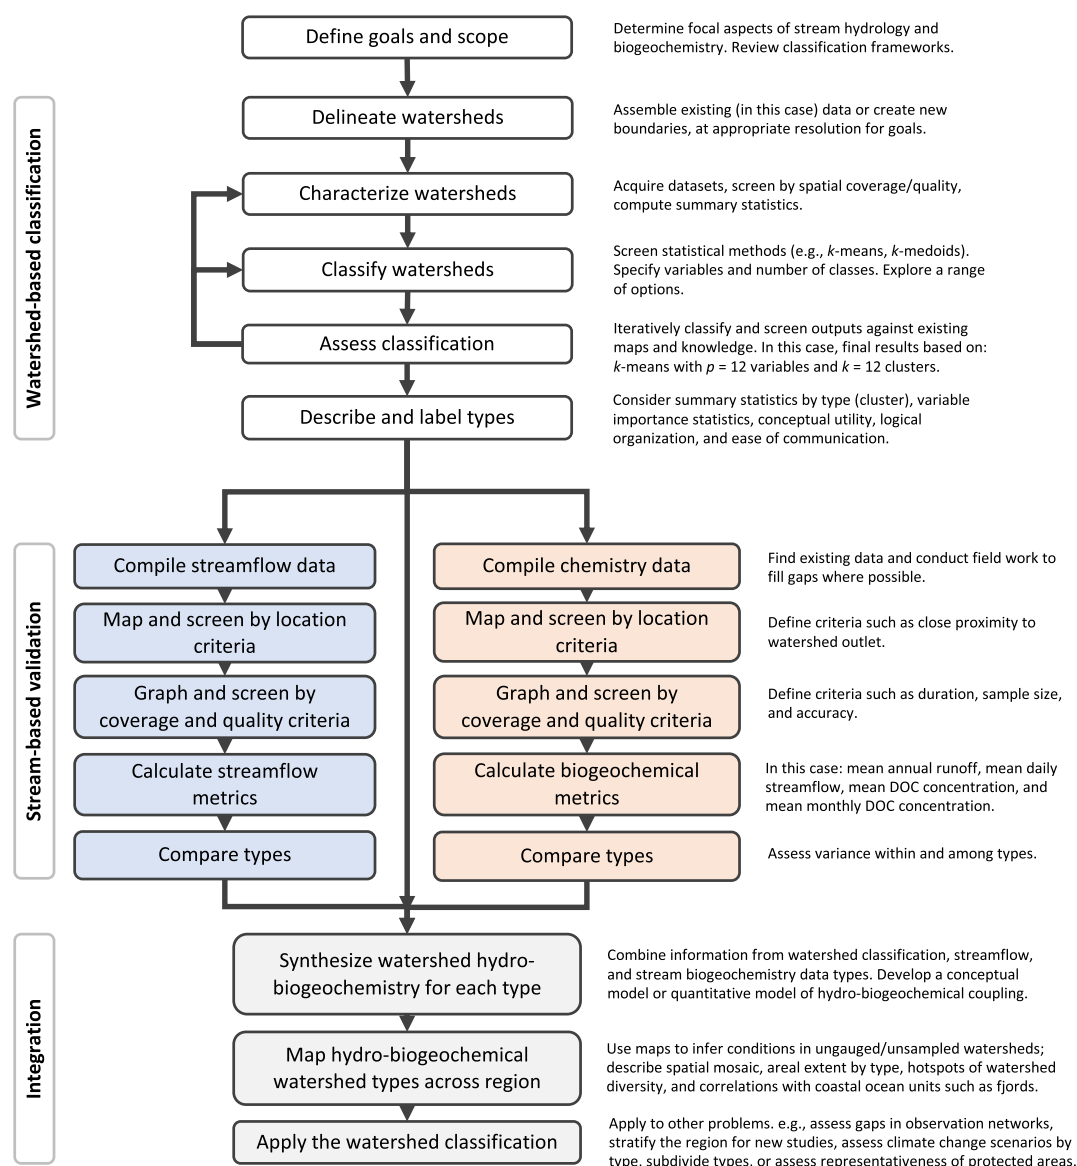 Define goals and scope
Determine focal aspects of stream hydrology and
biogeochemistry. Review classification frameworks.
Watershed-based classification
Delineate watersheds
Assemble existing (in this case) data or create new
boundaries, at appropriate resolution for goals.
Characterize watersheds
Acquire datasets, screen by spatial coverage/quality,
compute summary statistics.
Classify watersheds
Screen statistical methods (e.g., k-means, k-medoids).
Specify variables and number of classes. Explore a range
of options.
Assess classification
Iteratively classify and screen outputs against existing
maps and knowledge. In this case, final results based on:
k-means with p = 12 variables and k = 12 clusters.
Describe and label types
Consider summary statistics by type (cluster), variable
importance statistics, conceptual utility, logical
organization, and ease of communication.
Stream-based validation
Compile streamflow data
Compile chemistry data
Find existing data and conduct field work to
fill gaps where possible.
Map and screen by location
criteria
Map and screen by location
criteria
Define criteria such as close proximity to
watershed outlet.
Graph and screen by
coverage and quality criteria
Graph and screen by
coverage and quality criteria
Define criteria such as duration, sample size,
and accuracy.
Calculate streamflow
metrics
Calculate biogeochemical
metrics
In this case: mean annual runoff, mean daily
streamflow, mean DOC concentration, and
mean monthly DOC concentration.
Compare types
Compare types
Assess variance within and among types.
Integration
Synthesize watershed hydro-
biogeochemistry for each type
Combine information from watershed classification, streamflow,
and stream biogeochemistry data types. Develop a conceptual
model or quantitative model of hydro-biogeochemical coupling.
Map hydro-biogeochemical
watershed types across region
Use maps to infer conditions in ungauged/unsampled watersheds;
describe spatial mosaic, areal extent by type, hotspots of watershed
diversity, and correlations with coastal ocean units such as fjords.
Apply the watershed classification
Apply to other problems. e.g., assess gaps in observation networks,
stratify the region for new studies, assess climate change scenarios by
type, subdivide types, or assess representativeness of protected areas.